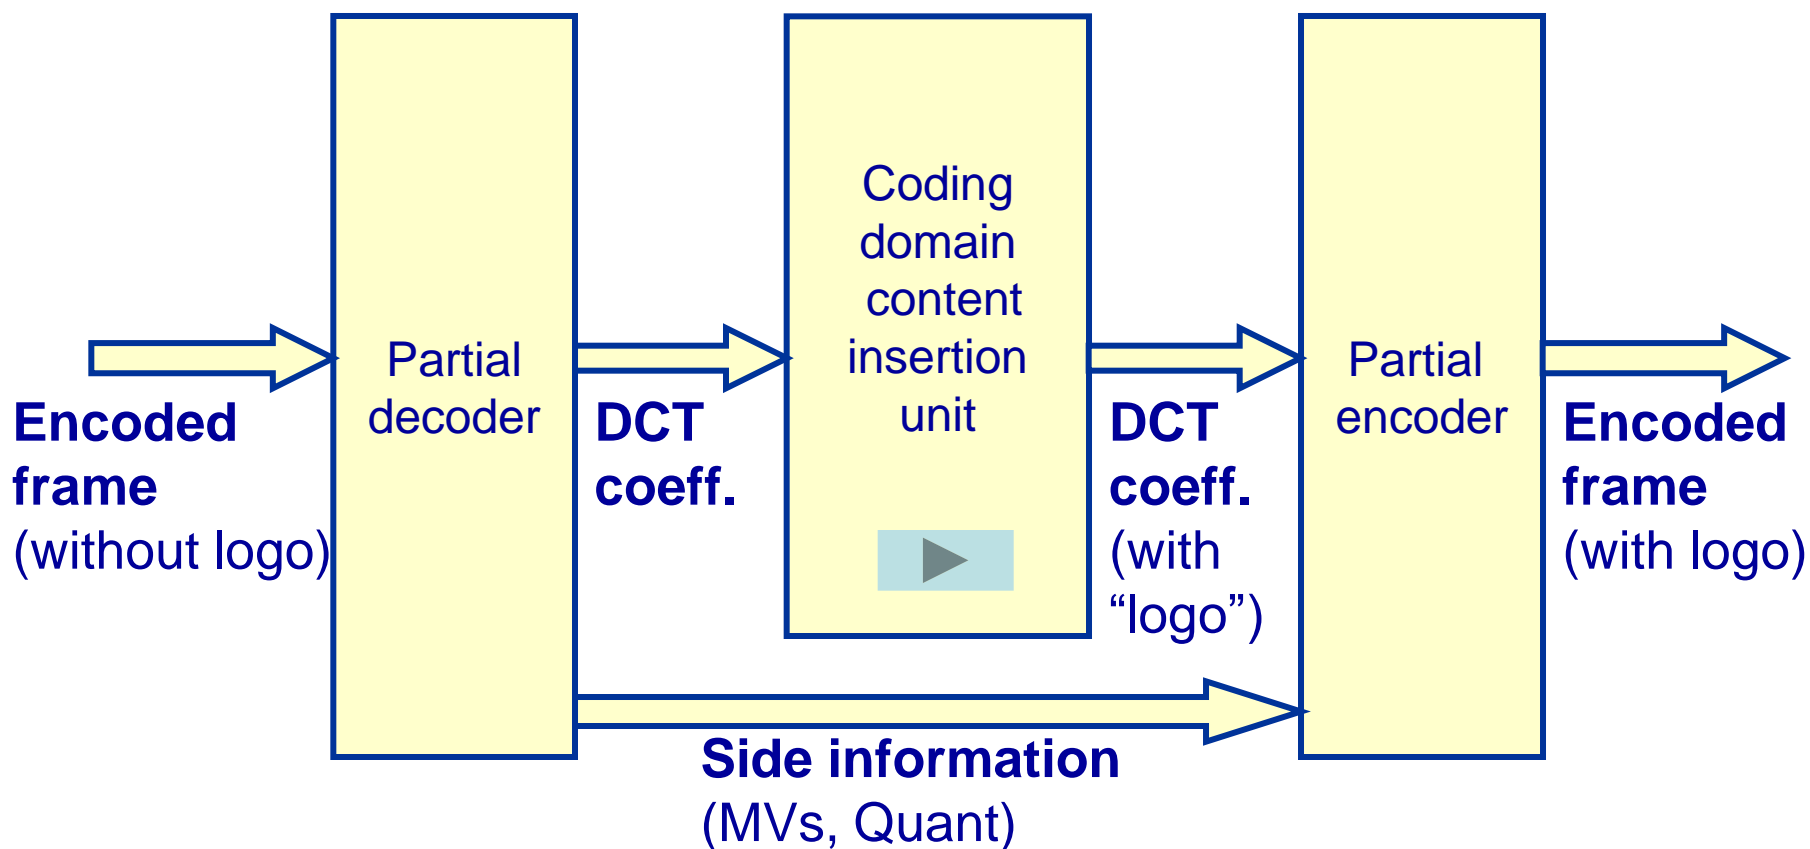 Encoded
frame
(without logo)
Partial
decoder
DCT
coeff.
Coding
domain
content
insertion
unit
DCT
coeff.
(with
“logo”)
Partial
encoder
Encoded
frame
(with logo)
Side information
(MVs, Quant)